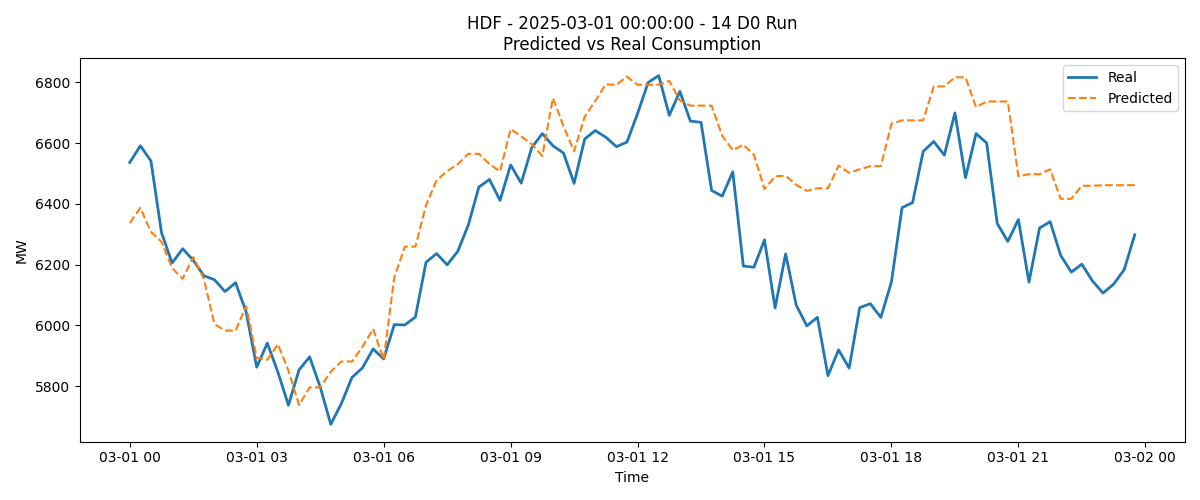 HDF - 2025-03-01 00:00:00 - 14 D0 Run
Predicted vs Real Consumption
Real
Predicted
MW
6800
6600
6400
6200
6000
5800
03-01 00
03-01 03
03-01 06
03-01 09
03-01 12
03-01 15
03-01 18
03-01 21
03-02 00
Time